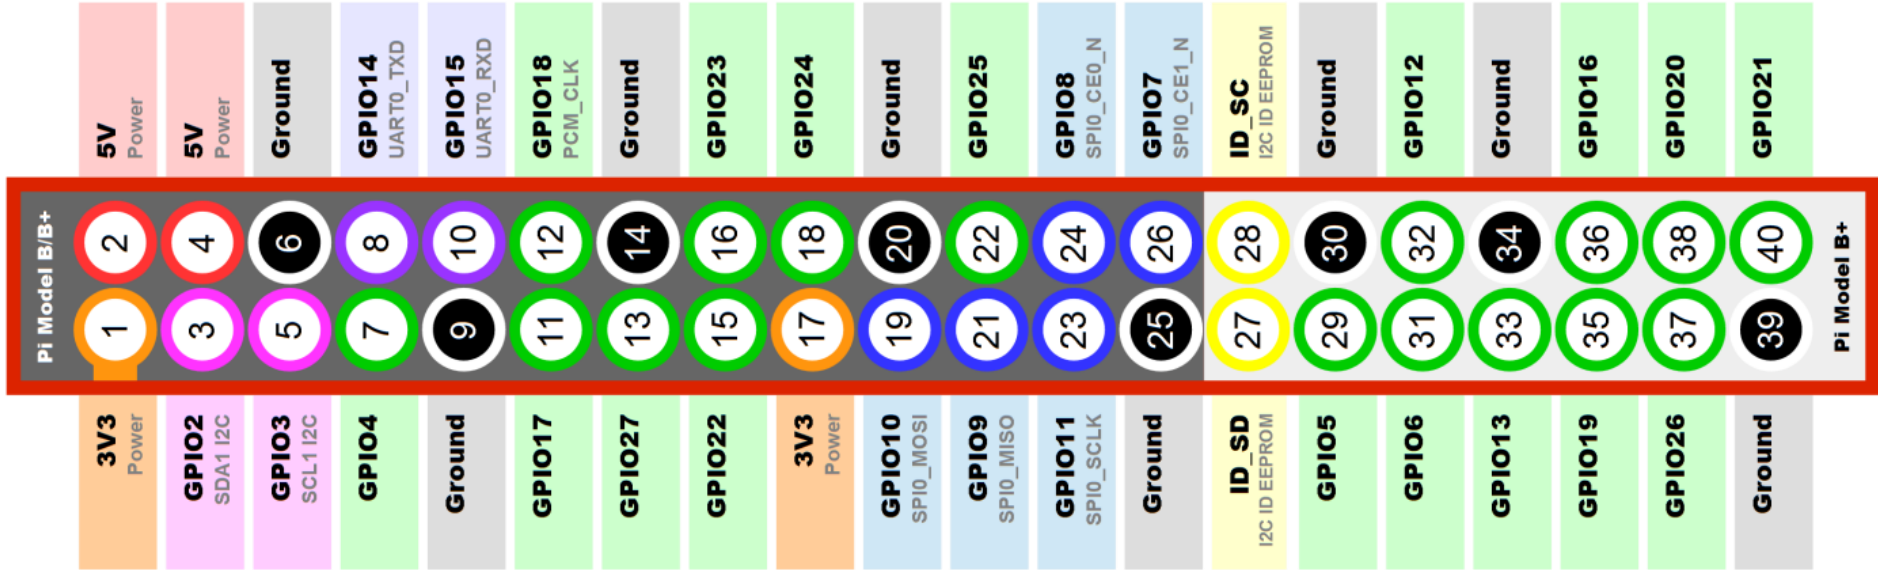 5V
Power
5V
Power
Ground
GPIO14
UART0_TXD
GPIO15
UART0_RXD
GPIO18
PCM_CLK
Ground
GPIO23
GPIO24
Ground
GPIO25
GPIO8
SPI0_CE0_N
GPIO7
SPI0_CE1_N
ID_SC
I2C ID EEPROM
Ground
GPIO12
Ground
GPIO16
GPIO20
GPIO21
Pi Model B/B+
2 4 6 8 10 12 14 16 18 20 22 24 26 28 30 32 34 36 38 40
1 3 5 7 9 11 13 15 17 19 21 23 25 27 29 31 33 35 37 39
Pi Model B+
3V3
Power
GPIO2
SDA1 I2C
GPIO3
SCL1 I2C
GPIO4
Ground
GPIO17
GPIO27
GPIO22
3V3
Power
GPIO10
SPI0_MOSI
GPIO9
SPI0_MISO
GPIO11
SPI0_SCLK
Ground
ID_SD
I2C ID EEPROM
GPIO5
GPIO6
GPIO13
GPIO19
GPIO26
Ground